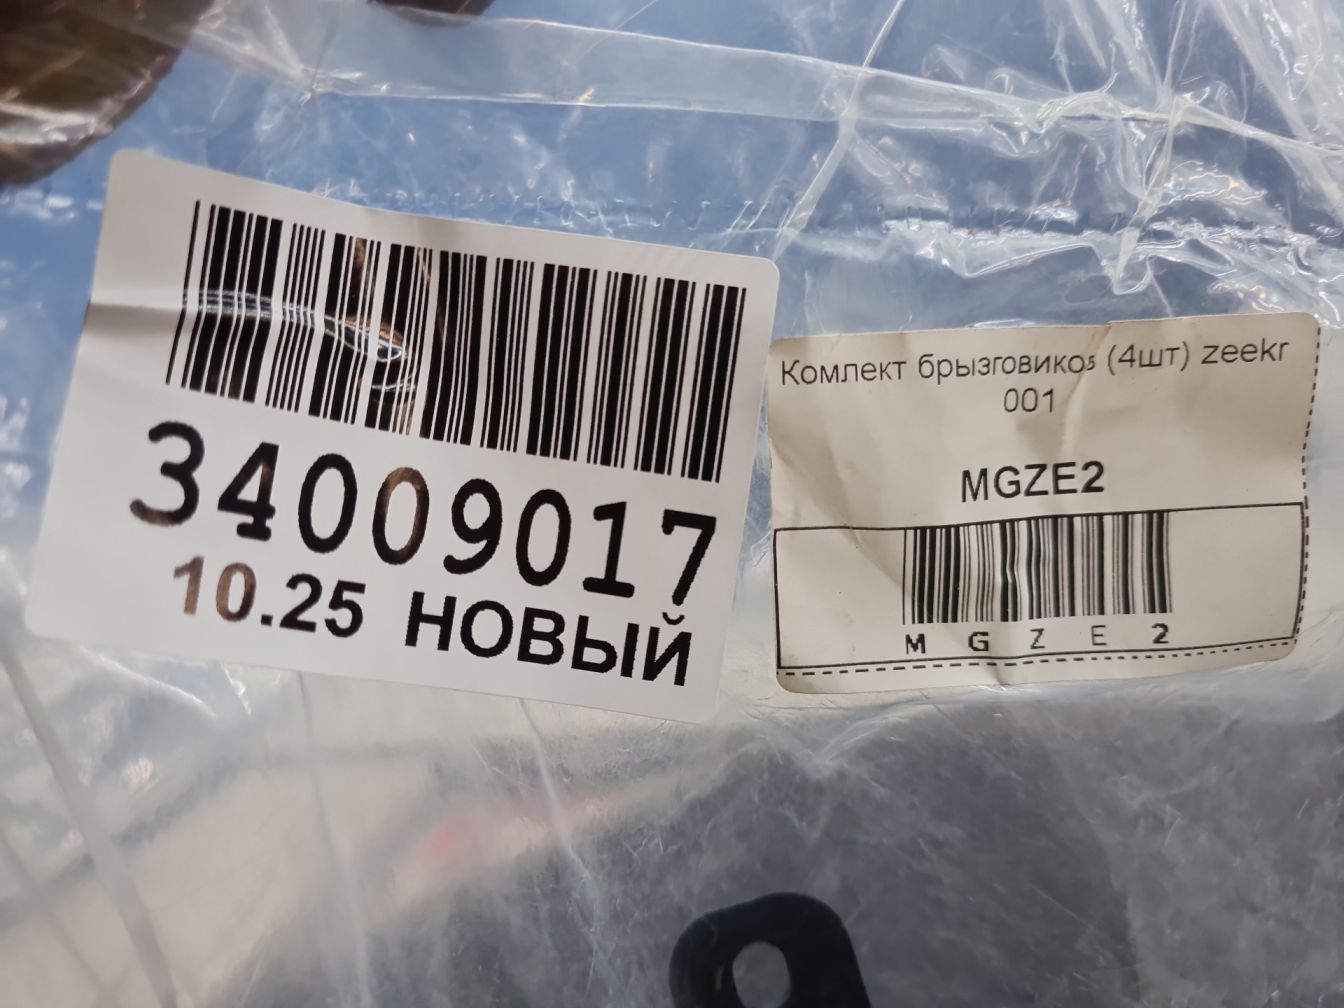 34009017
10.25 НОВЫЙ
Комлект брызговиков (4шт) zeekr
001
MGZE2
M G Z E 2